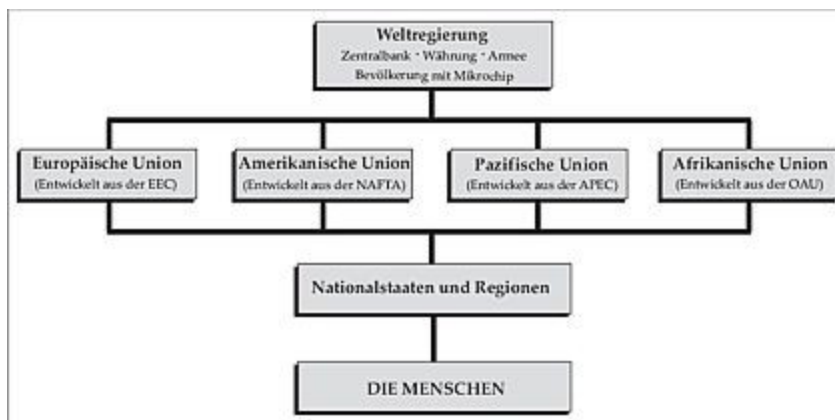 Weltregierung
Zentralbank · Währung · Armee
Bevölkerung mit Mikrochip
Europäische Union
(Entwickelt aus der EEC)
Amerikanische Union
(Entwickelt aus der NAFTA)
Pazifische Union
(Entwickelt aus der APEC)
Afrikanische Union
(Entwickelt aus der OAU)
Nationalstaaten und Regionen
DIE MENSCHEN